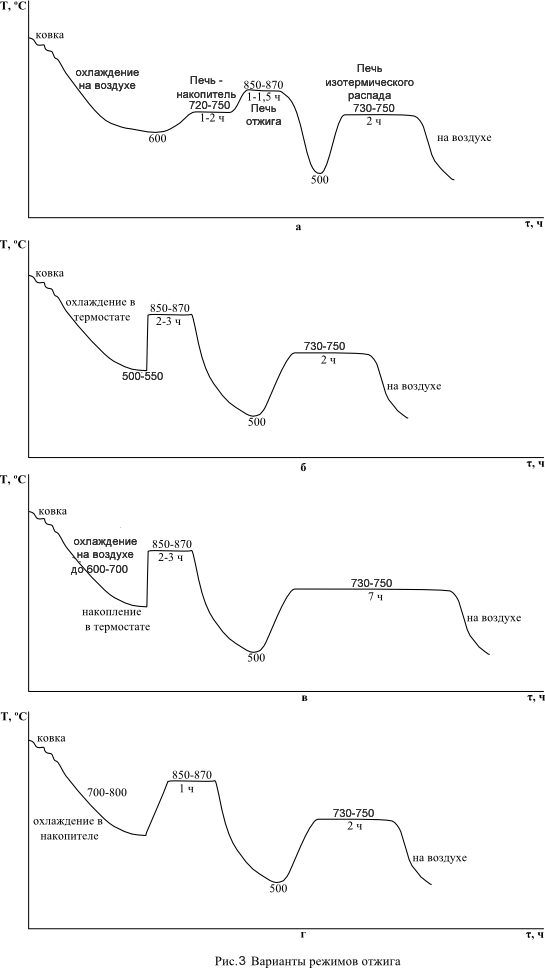 T, ºC
ковка
охлаждение
на воздухе
600
Печь -
накопитель
720-750
1-2 ч
850-870
1-1,5 ч
Печь
отжига
500
Печь
изотермического
распада
730-750
2 ч
на воздухе
τ, ч
а
T, ºC
ковка
охлаждение в
термостате
500-550
850-870
2-3 ч
500
730-750
2 ч
на воздухе
τ, ч
б
T, ºC
ковка
охлаждение
на воздухе
до 600-700
накопление
в термостате
850-870
2-3 ч
500
730-750
7 ч
на воздухе
τ, ч
в
T, ºC
ковка
700-800
охлаждение в
накопителе
850-870
1 ч
500
730-750
2 ч
на воздухе
τ, ч
г
Рис.3 Варианты режимов отжига